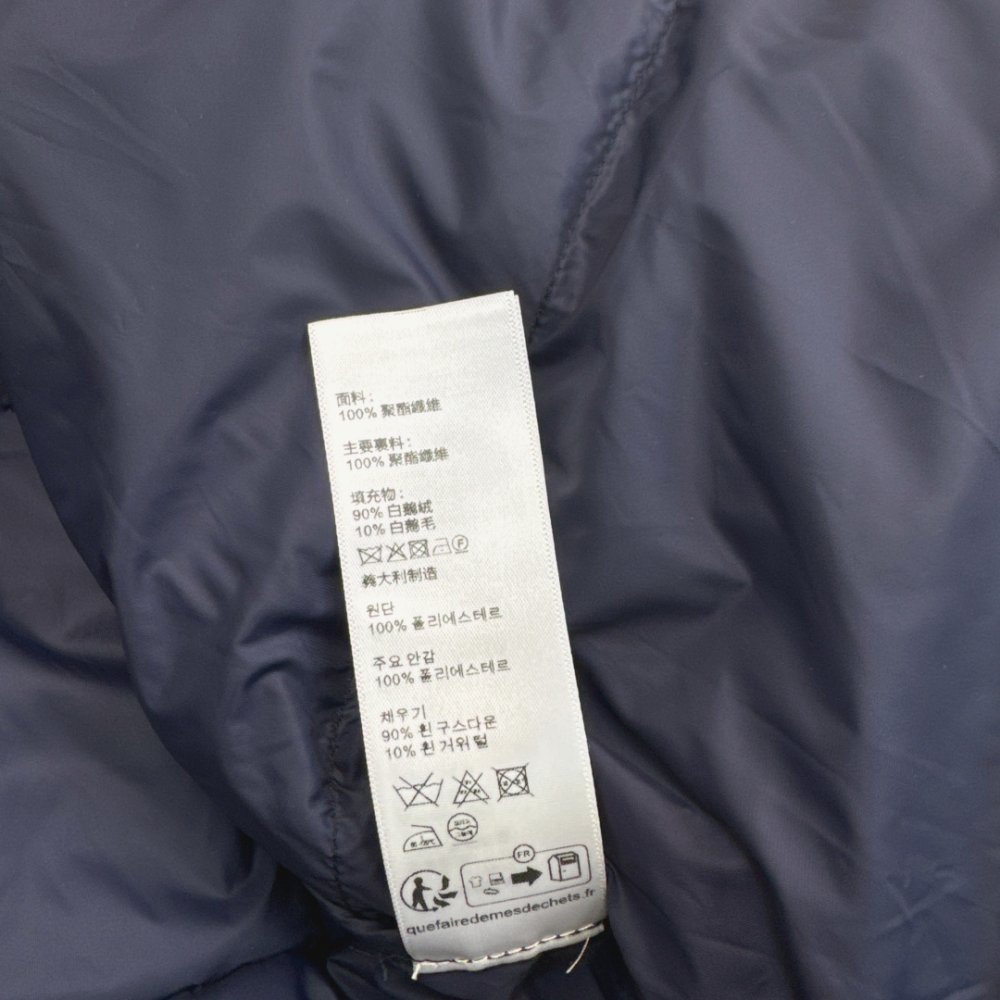 面料:
100% 聚酯纖維
主要裏料:
100% 聚酯纖維
填充物:
90% 白鵝絨
10% 白鵝毛
F
義大利制造
원단
100% 폴리에스테르
주요 안감
100% 폴리에스테르
채우기
90% 흰 구스다운
10% 흰 거위털
FR
quefairedemesdechets.fr